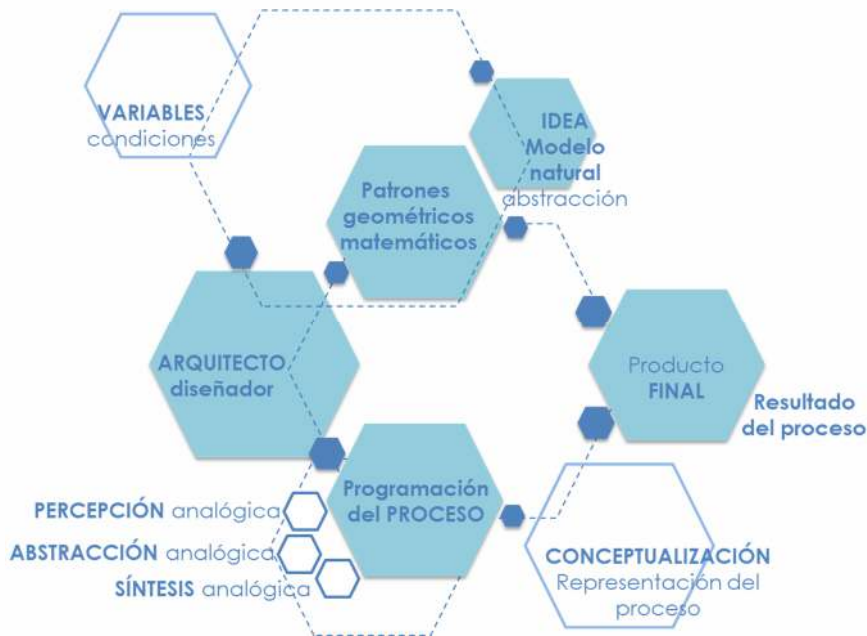 VARIABLES
condiciones
IDEA
Modelo
natural
abstracción
Patrones
geométricos
matemáticos
ARQUITECTO
diseñador
Producto
FINAL
Resultado
del proceso
Programación
del PROCESO
PERCEPCIÓN analógica
ABSTRACCIÓN analógica
SÍNTESIS analógica
CONCEPTUALIZACIÓN
Representación del
proceso